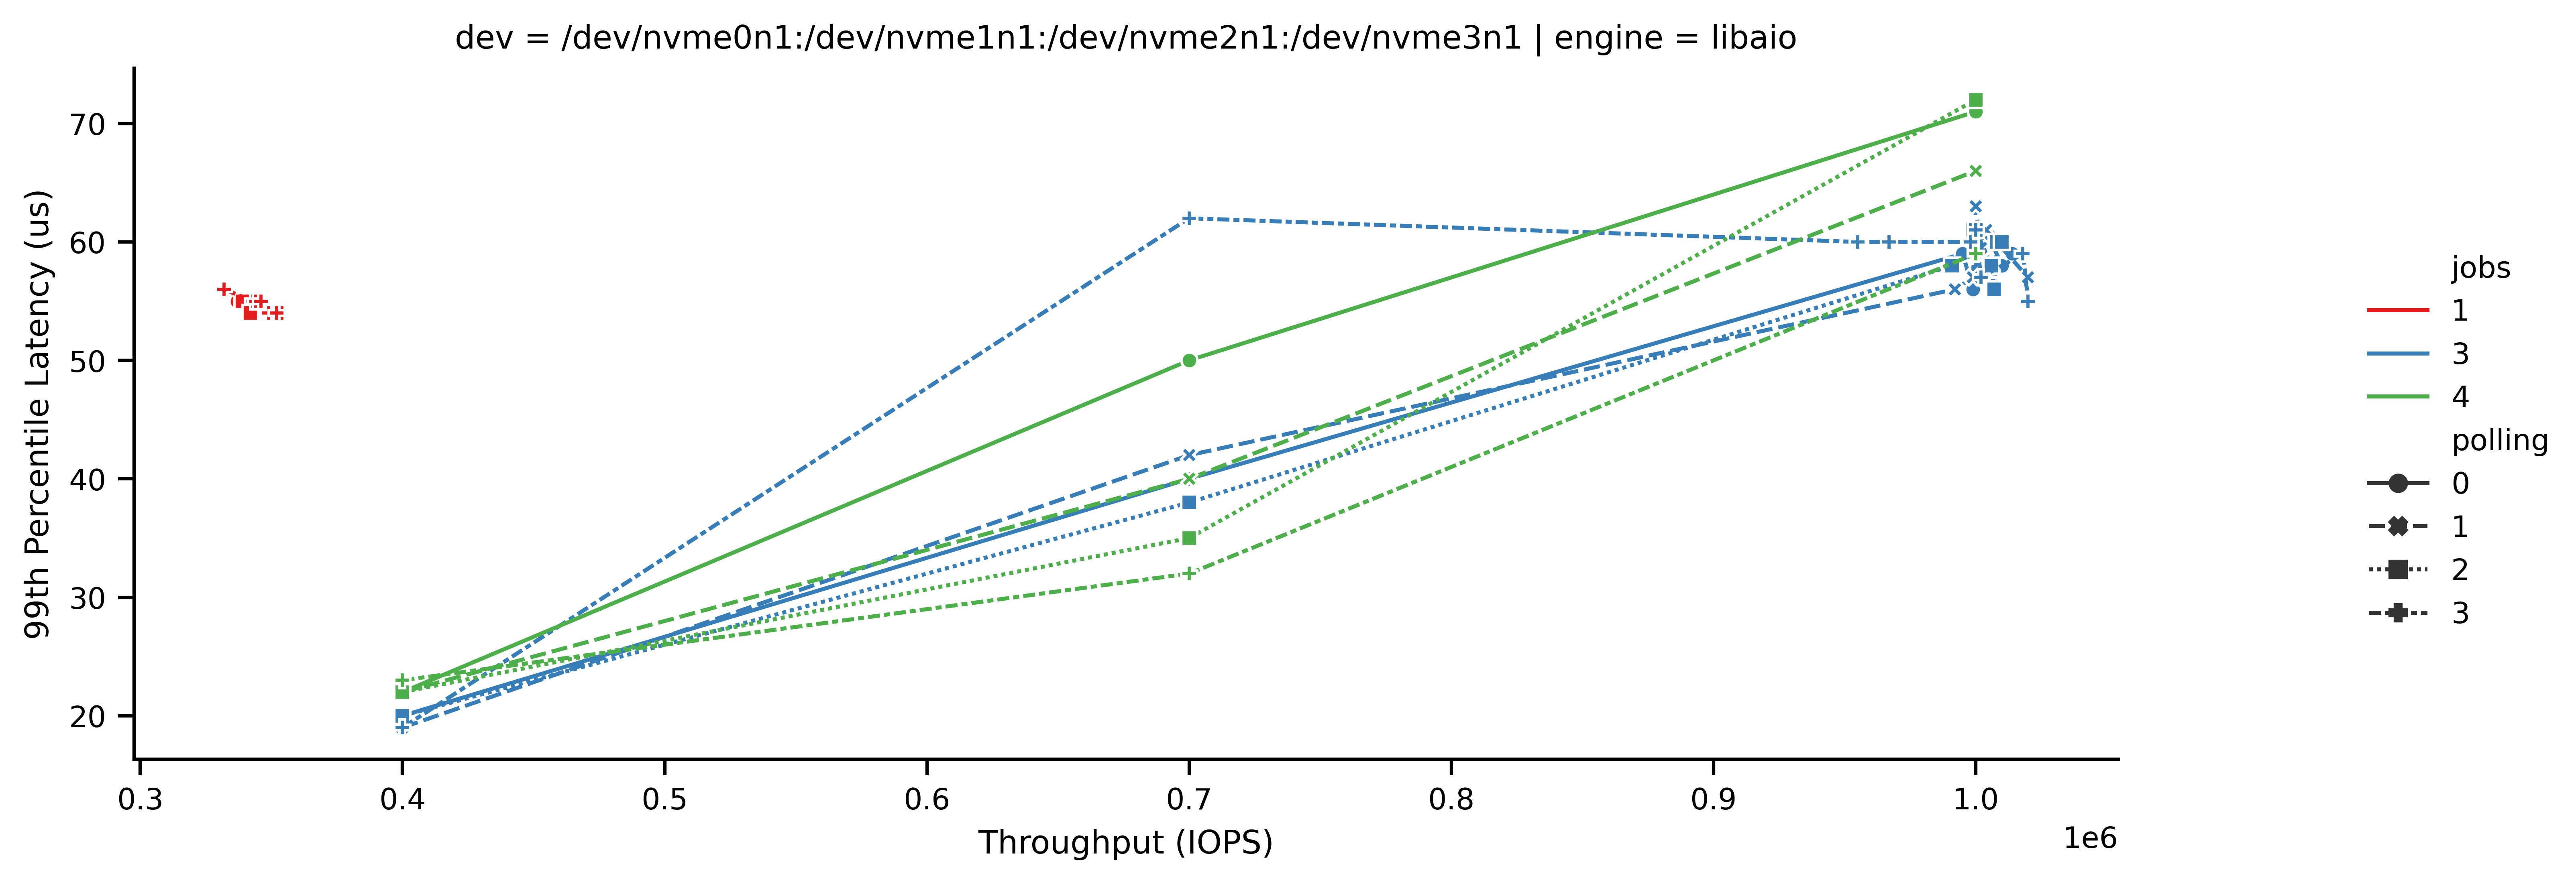 dev = /dev/nvme0n1:/dev/nvme1n1:/dev/nvme2n1:/dev/nvme3n1 | engine = libaio
99th Percentile Latency (us)
70
60
50
40
30
20
0.3 0.4 0.5 0.6 0.7 0.8 0.9 1.0
1e6
Throughput (IOPS)
jobs
1
3
4
polling
0
1
2
3